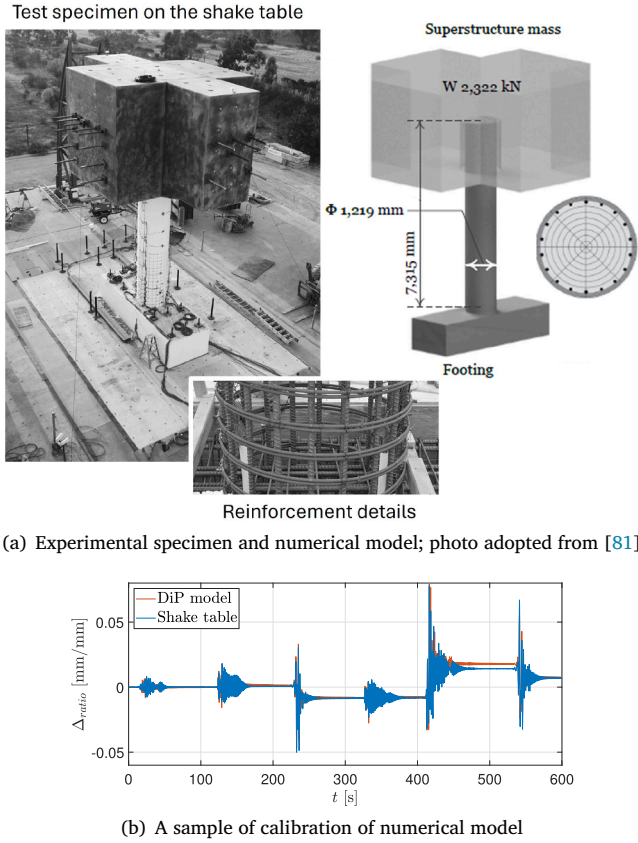 Test specimen on the shake table
Superstructure mass
W 2,322 kN
Φ 1,219 mm
7,315 mm
Footing
Reinforcement details
(a) Experimental specimen and numerical model; photo adopted from [81]
DiP model
Shake table
0.05
0
-0.05
Δratio [mm/mm]
0 100 200 300 400 500 600
t [s]
(b) A sample of calibration of numerical model